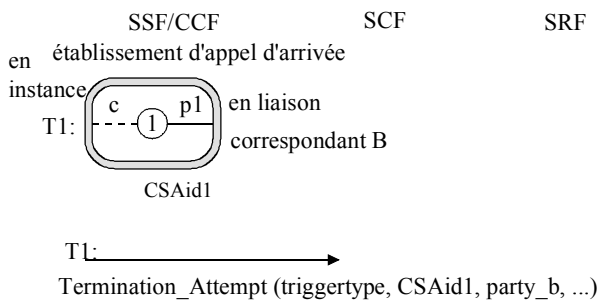 SSF/CCF SCF SRF
en établissement d'appel d'arrivée
instance
c p1 en liaison
T1: 1
correspondant B
CSAid1
T1:
Termination_Attempt (triggertype, CSAid1, party_b, ...)